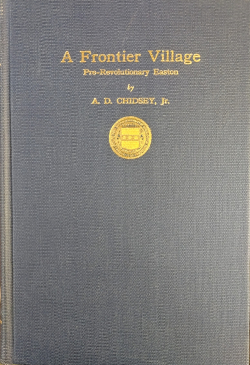 A Frontier Village
Pre-Revolutionary Easton
by
A. D. CHIDSEY, Jr.